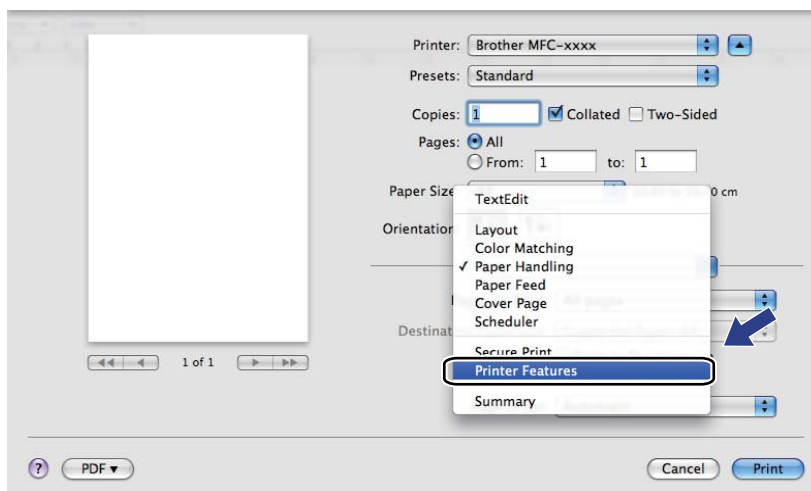 Printer: Brother MFC-xxxx
Presets: Standard
Copies: 1 Collated Two-Sided
Pages: All
From: 1 to: 1
Paper Size 0 cm
TextEdit
Orientation
Layout
Color Matching
✓ Paper Handling
Paper Feed
Cover Page
Scheduler
Destinat
Secure Print
Printer Features
Summary
1 of 1
? PDF ▼ Cancel Print